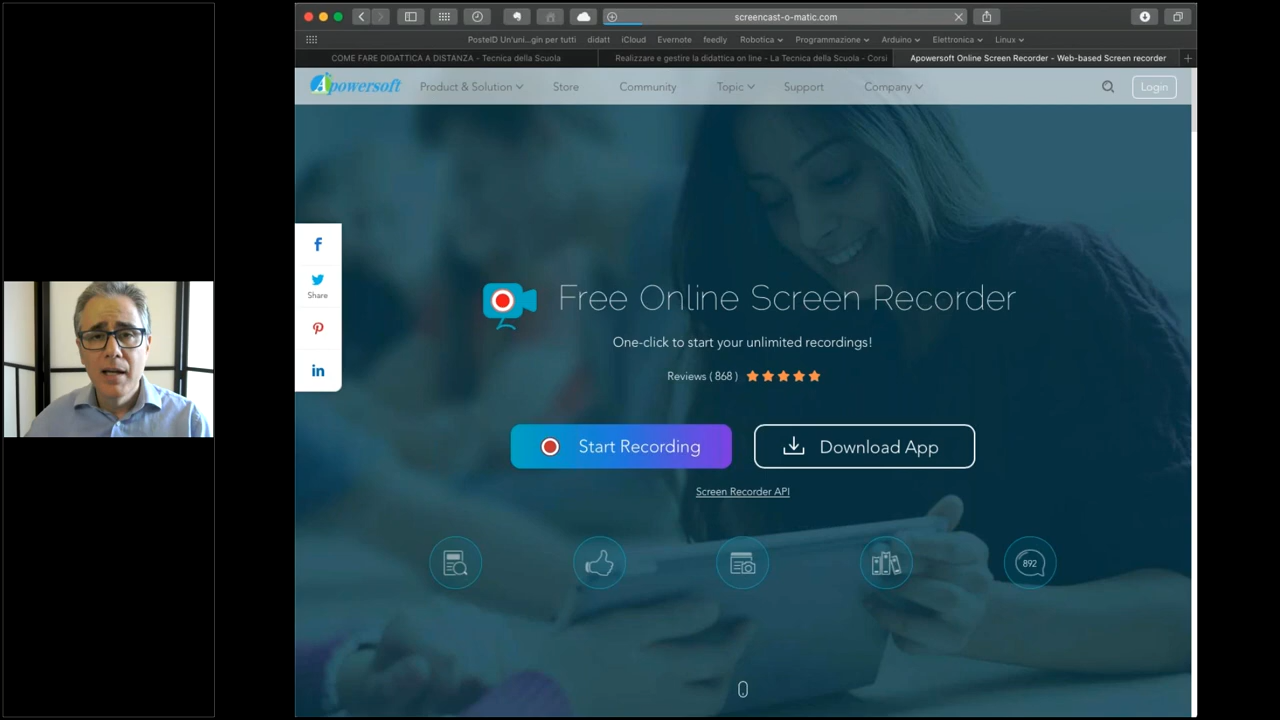 screencast-o-matic.com
PosteID Un'uni...gin per tutti didatt iCloud Evernote feedly Robotica Programmazione Arduino Elettronica Linux
COME FARE DIDATTICA A DISTANZA - Tecnica della Scuola Realizzare e gestire la didattica on line - La Tecnica della Scuola - Corsi Apowersoft Online Screen Recorder - Web-based Screen recorder
Apowersoft Product & Solution Store Community Topic Support Company Login
Free Online Screen Recorder
Share
One-click to start your unlimited recordings!
Reviews ( 868 )
Start Recording Download App
Screen Recorder API
892